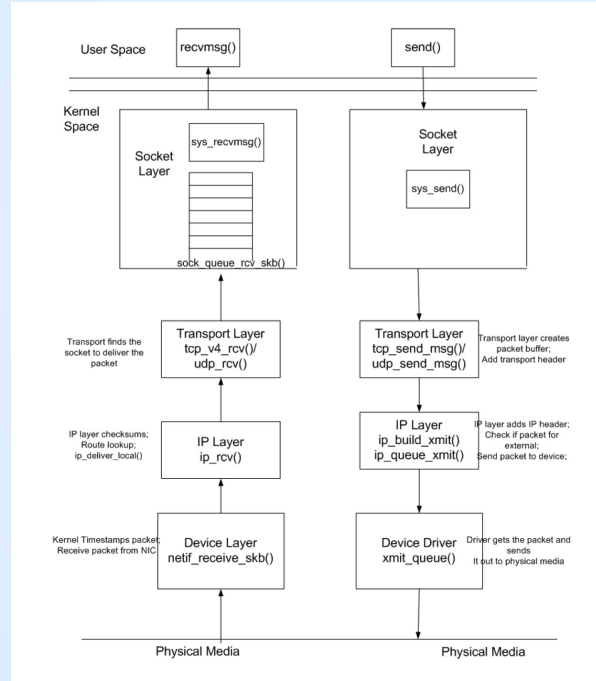 User Space
recvmsg()
send()
Kernel
Space
Socket
Layer
sys_recvmsg()
sock_queue_rcv_skb()
Socket
Layer
sys_send()
Transport finds the
socket to deliver the
packet
Transport Layer
tcp_v4_rcv()/
udp_rcv()
Transport Layer
tcp_send_msg()/
udp_send_msg()
Transport layer creates
packet buffer;
Add transport header
IP layer checksums;
Route lookup;
ip_deliver_local()
IP Layer
ip_rcv()
IP Layer
ip_build_xmit()
ip_queue_xmit()
IP layer adds IP header;
Check if packet for
external;
Send packet to device;
Kernel Timestamps packet;
Receive packet from NIC
Device Layer
netif_receive_skb()
Device Driver
xmit_queue()
Driver gets the packet and
sends
It out to physical media
Physical Media
Physical Media